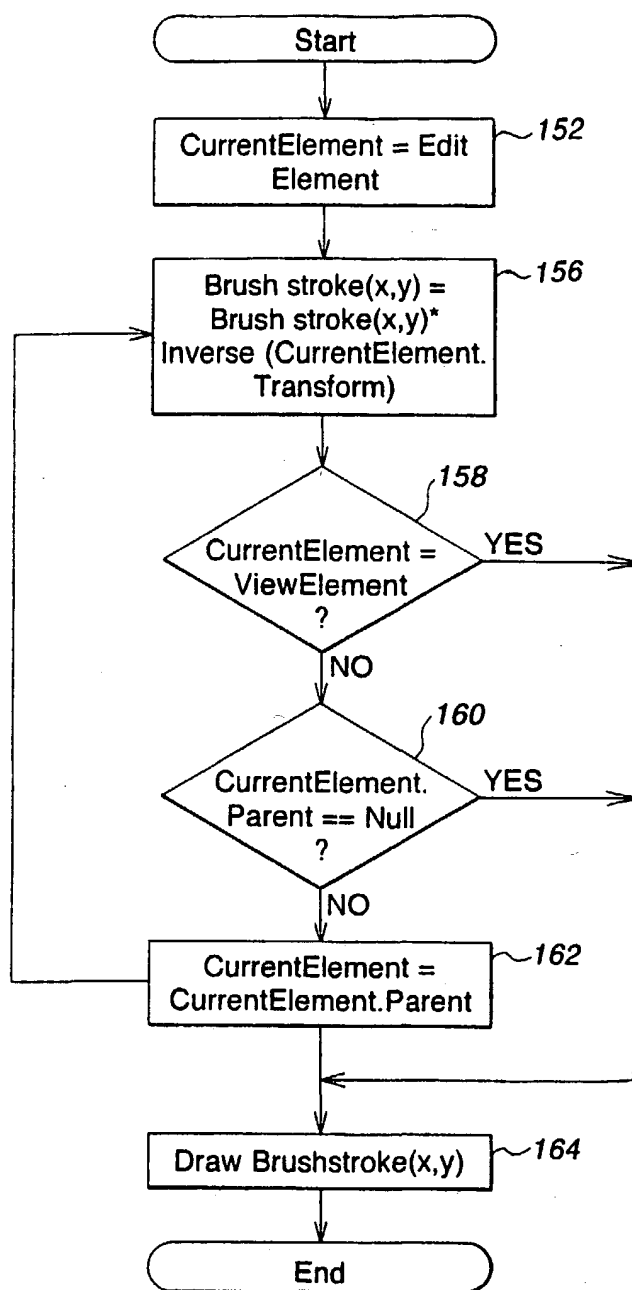 Start
152
CurrentElement = Edit
Element
156
Brush stroke(x,y) =
Brush stroke(x,y)*
Inverse (CurrentElement.
Transform)
158
CurrentElement =
ViewElement
?
YES
NO
160
CurrentElement.
Parent == Null
?
YES
NO
162
CurrentElement =
CurrentElement.Parent
Draw Brushstroke(x,y)
164
End